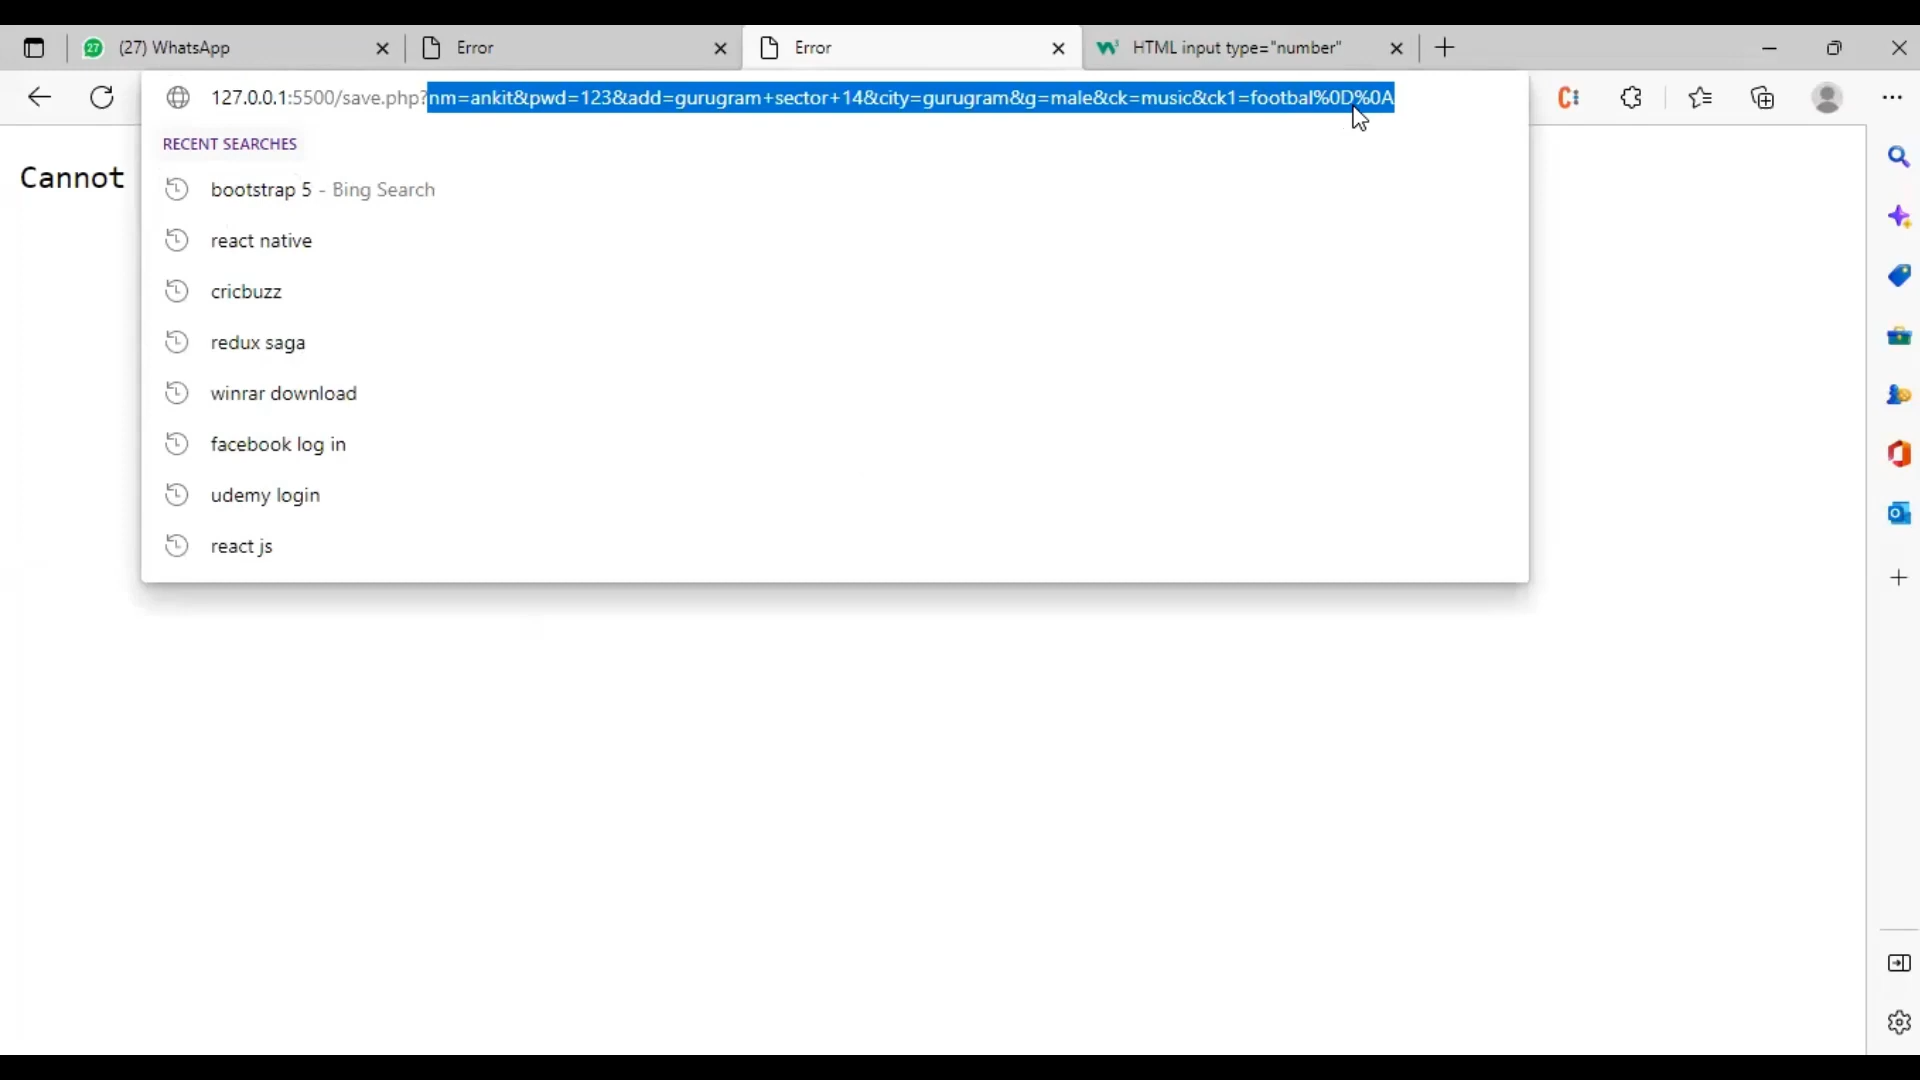 27 (27) WhatsApp Error Error HTML input type="number"
127.0.0.1:5500/save.php?nm=ankit&pwd=123&add=gurugram+sector+14&city=gurugram&g=male&ck=music&ck1=footbal%0D%0A
RECENT SEARCHES
Cannot
bootstrap 5 - Bing Search
react native
cricbuzz
redux saga
winrar download
facebook log in
udemy login
react js